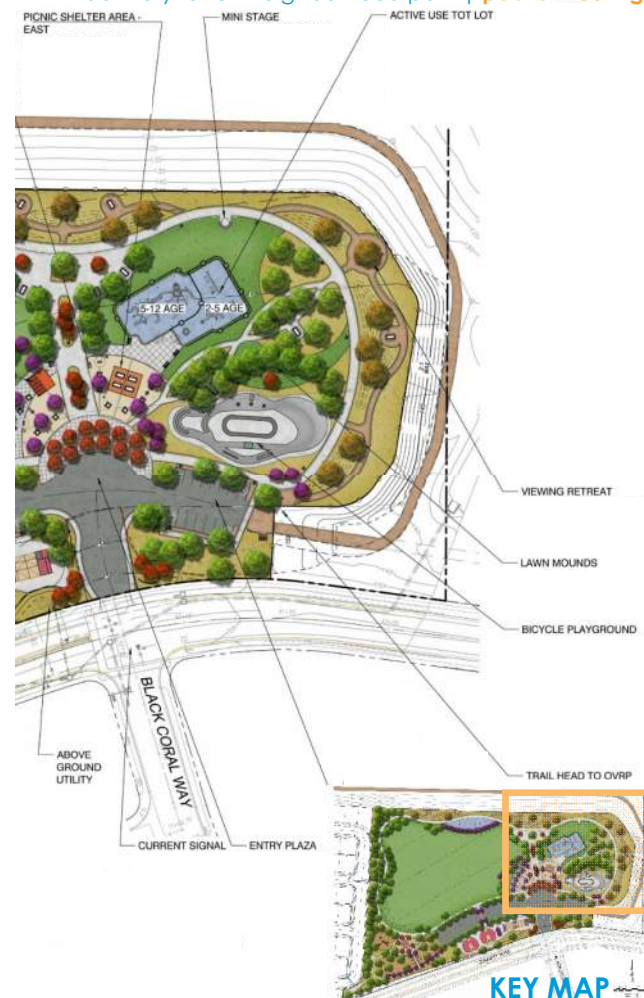 PICNIC SHELTER AREA -
EAST
MINI STAGE
ACTIVE USE TOT LOT
5-12 AGE
2-5 AGE
VIEWING RETREAT
LAWN MOUNDS
BICYCLE PLAYGROUND
BLACK CORAL WAY
ABOVE
GROUND
UTILITY
TRAIL HEAD TO OVRP
CURRENT SIGNAL
ENTRY PLAZA
KEY MAP